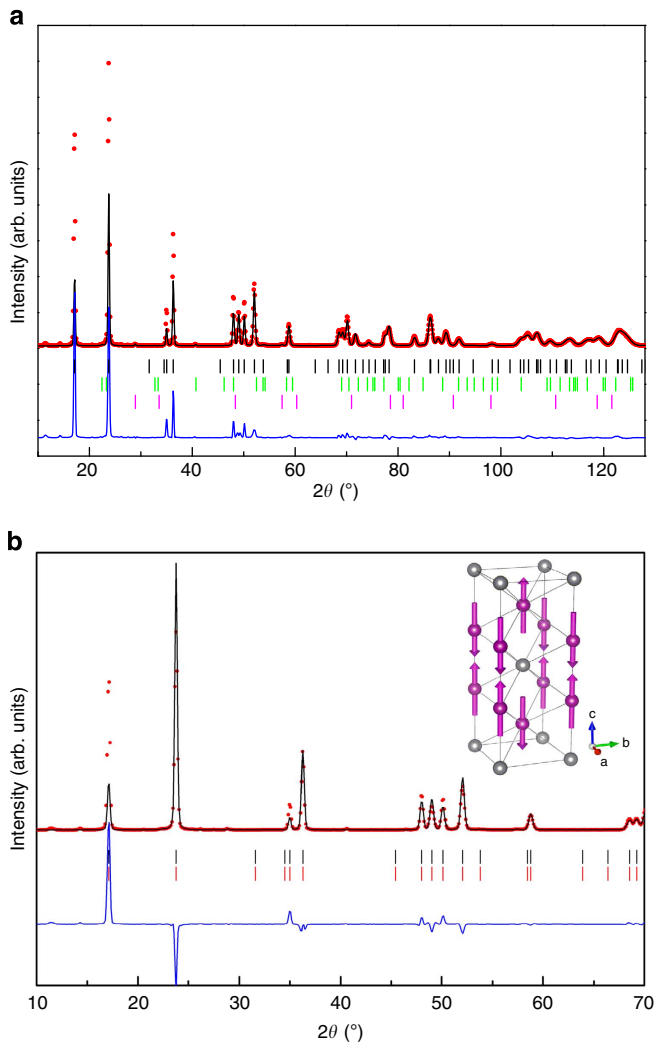 a
Intensity (arb. units)
20 40 60 80 100 120
2θ (°)
b
Intensity (arb. units)
c
b
a
10 20 30 40 50 60 70
2θ (°)